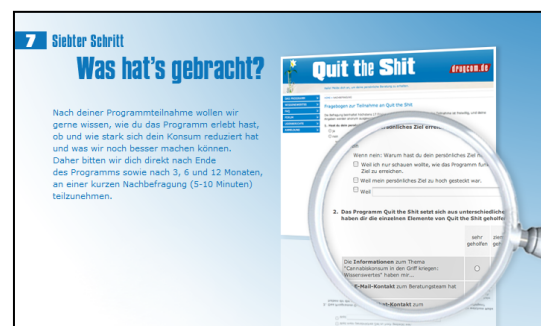 7 Siebter Schritt
Was hat's gebracht?
Nach deiner Programmteilnahme wollen wir
gerne wissen, wie du das Programm erlebt hast,
ob und wie stark sich dein Konsum reduziert hat
und was wir noch besser machen können.
Daher bitten wir dich direkt nach Ende
des Programms sowie nach 3, 6 und 12 Monaten,
an einer kurzen Nachbefragung (5-10 Minuten)
teilzunehmen.
Quit the Shit
drugcom.de
Fragebogen zur Teilnahme an Quit the Shit
Wenn nein: Warum hast du dein persönliches Ziel
Weil ich nur schauen wollte, wie das Programm
Ziel zu erreichen.
Weil mein persönliches Ziel zu hoch gesteckt war.
Weil
2. Das Programm Quit the Shit setzt sich aus
haben dir die einzelnen Elemente von Quit the Shit
sehr
geholfen
Die Informationen zum Thema
"Cannabiskonsum in den Griff kriegen:
Wissenswertes" haben mir...
E-Mail-Kontakt zum Beratungsteam hat